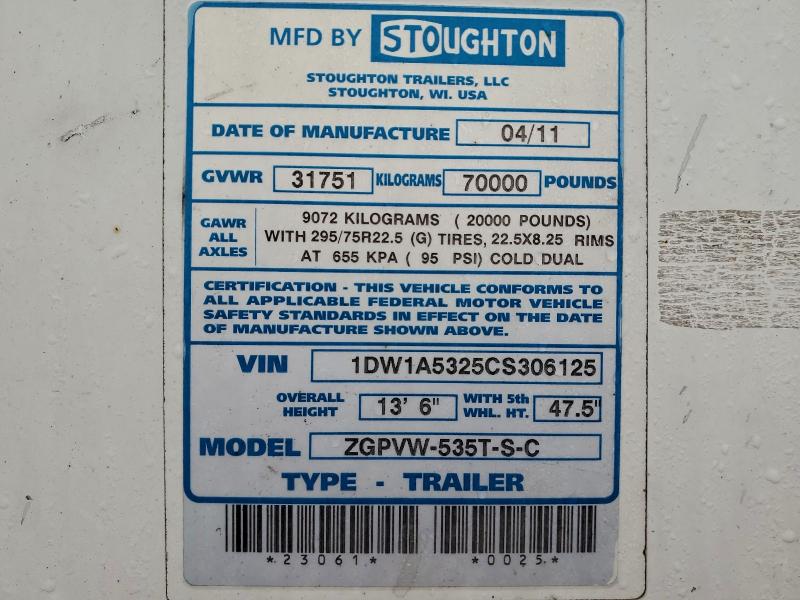 MFD BY STOUGHTON
STOUGHTON TRAILERS, LLC
STOUGHTON, WI. USA
DATE OF MANUFACTURE 04/11
GVWR 31751 KILOGRAMS 70000 POUNDS
GAWR ALL AXLES
9072 KILOGRAMS ( 20000 POUNDS)
WITH 295/75R22.5 (G) TIRES, 22.5X8.25 RIMS
AT 655 KPA ( 95 PSI) COLD DUAL
CERTIFICATION - THIS VEHICLE CONFORMS TO
ALL APPLICABLE FEDERAL MOTOR VEHICLE
SAFETY STANDARDS IN EFFECT ON THE DATE
OF MANUFACTURE SHOWN ABOVE.
VIN 1DW1A5325CS306125
OVERALL HEIGHT 13' 6" WITH 5th WHL. HT. 47.5"
MODEL ZGPVW-535T-S-C
TYPE - TRAILER
*23061* *0025*